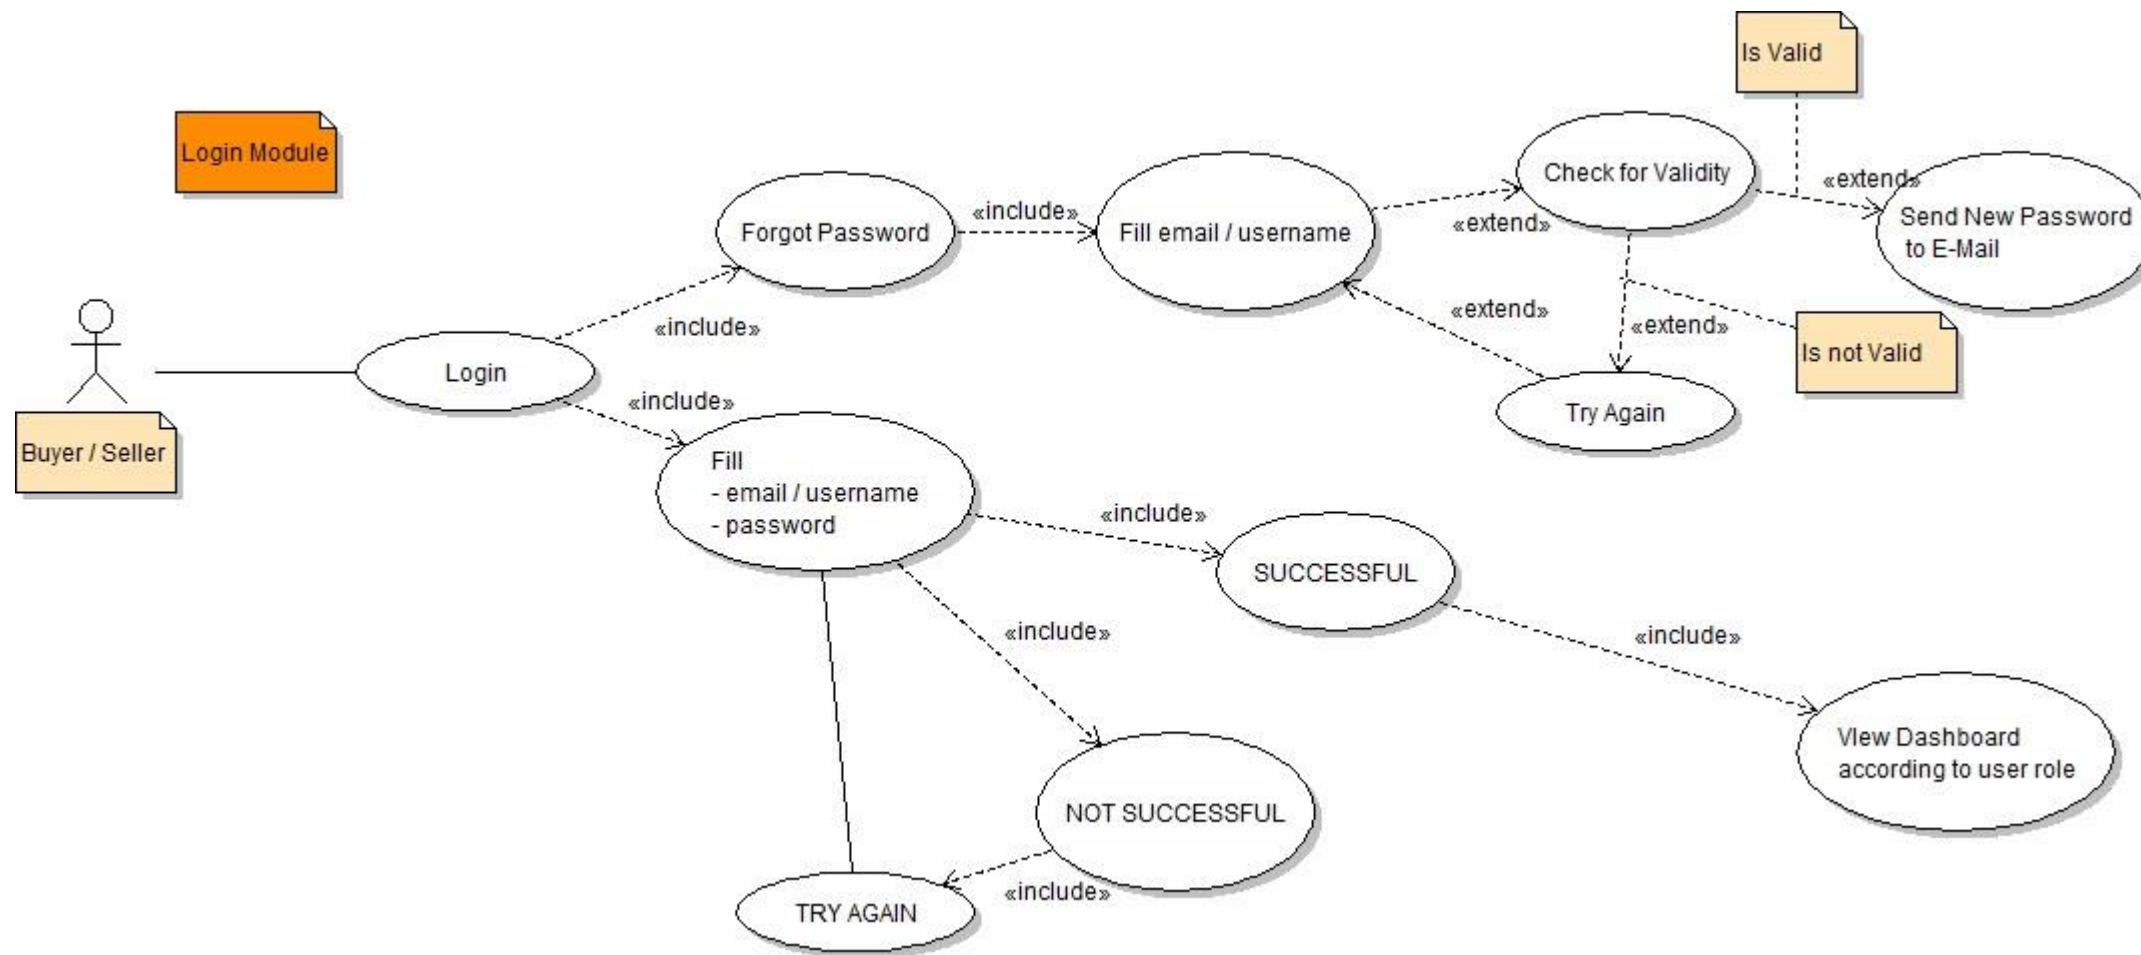 Is Valid
Login Module
Check for Validity
«extend»
Send New Password
to E-Mail
Forgot Password
«include»
Fill email / username
«extend»
«include»
«extend»
«extend»
Is not Valid
Login
Try Again
«include»
Buyer / Seller
Fill
- email / username
- password
«include»
SUCCESSFUL
«include»
«include»
VIew Dashboard
according to user role
NOT SUCCESSFUL
«include»
TRY AGAIN